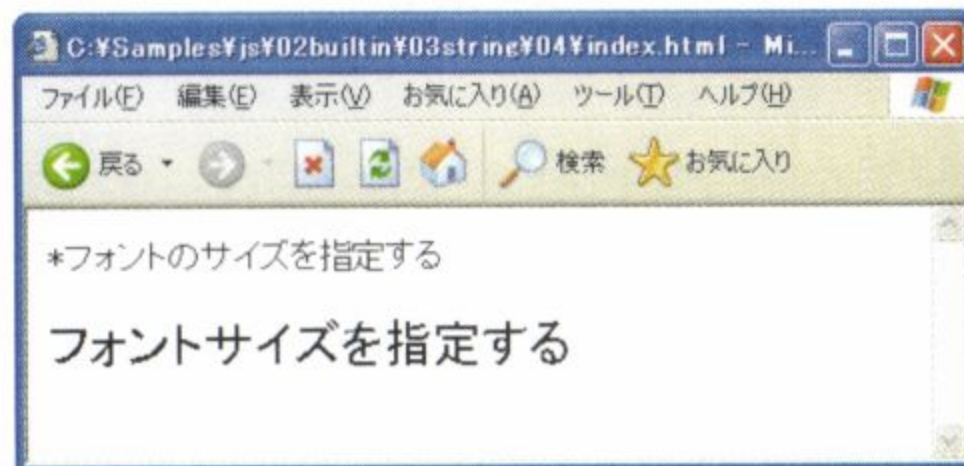 C:¥Samples¥js¥02builtin¥03string¥04¥index.html - Mi...
ファイル(F) 編集(E) 表示(V) お気に入り(A) ツール(T) ヘルプ(H)
戻る 検索 お気に入り
*フォントのサイズを指定する
フォントサイズを指定する